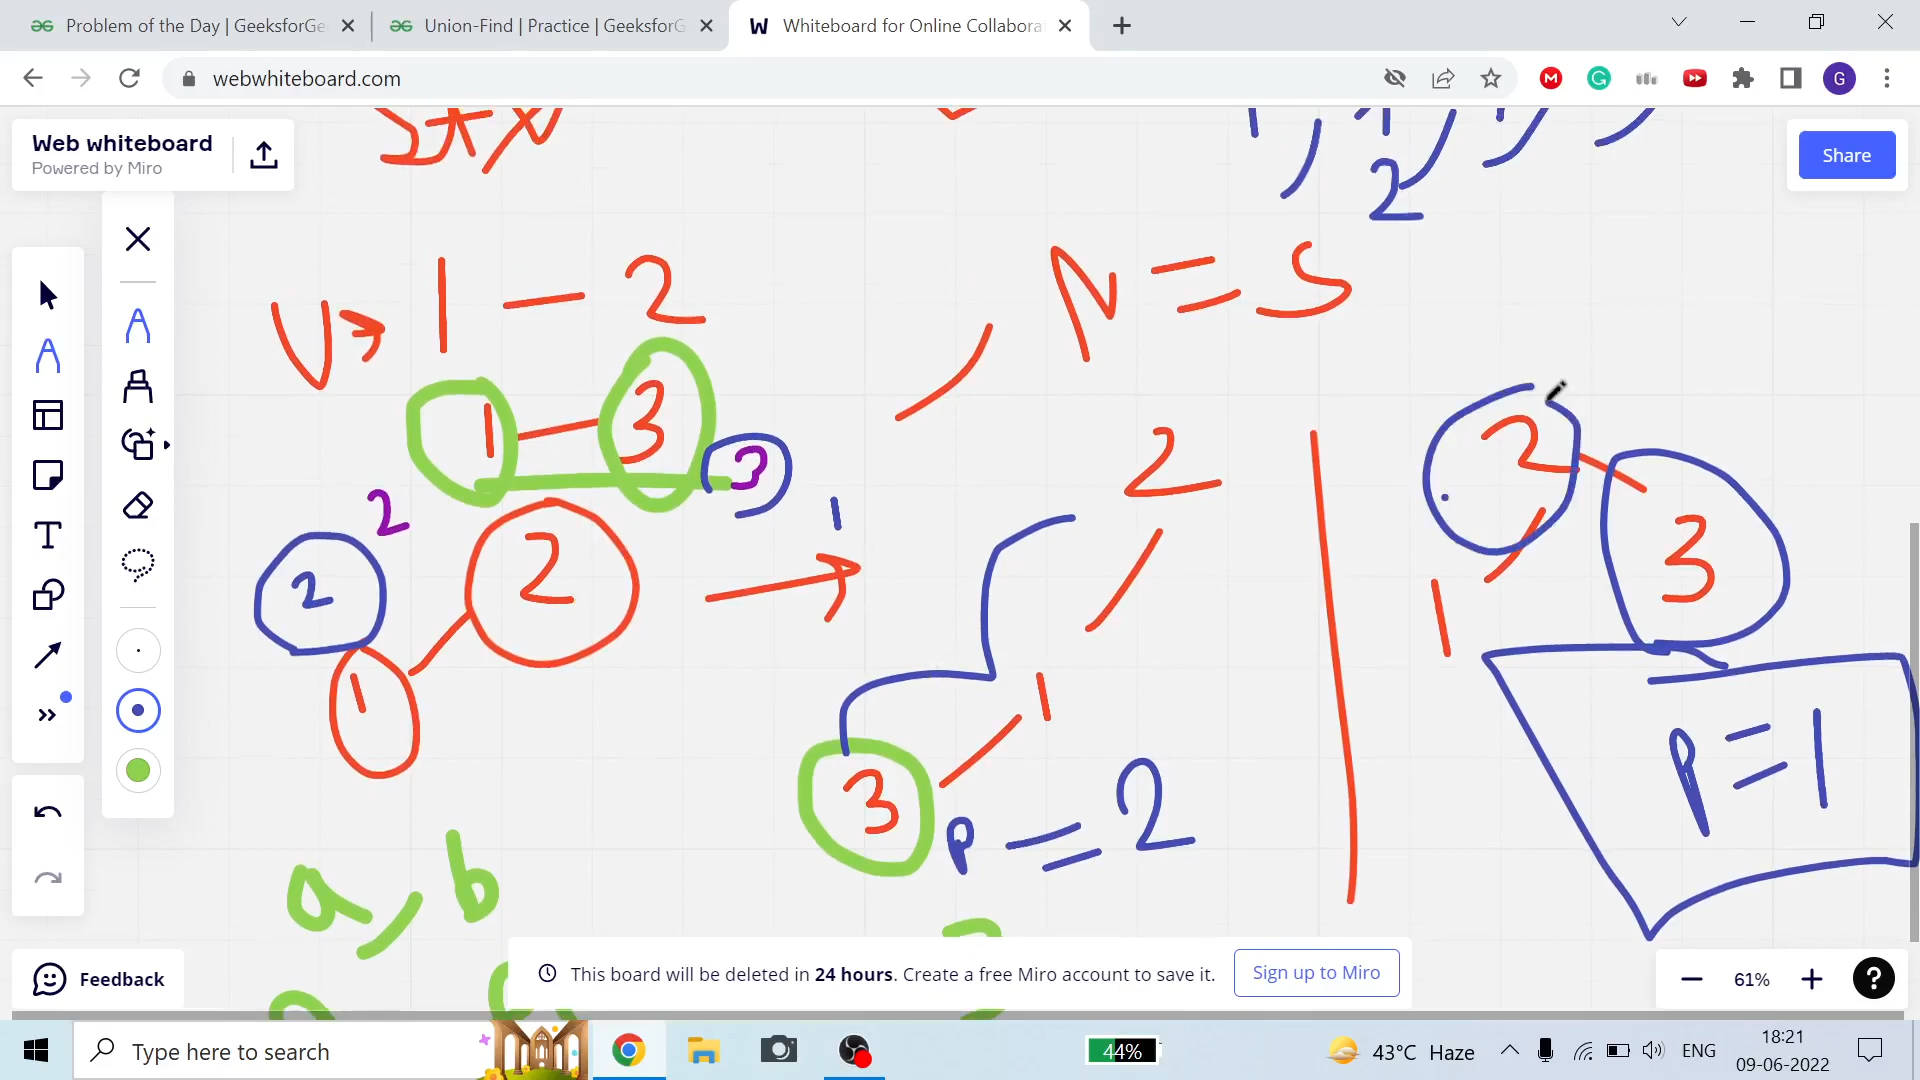 Problem of the Day | GeeksforGee
Union-Find | Practice | GeeksforG
Whiteboard for Online Collabora
webwhiteboard.com
G
Web whiteboard
Powered by Miro
Share
2
U→ 1 — 2
, N = 5
1 — 3
3
2
2
2
1
2
3
2
1
1
1
3
P = 2
P = 1
a, b
This board will be deleted in 24 hours. Create a free Miro account to save it.
Sign up to Miro
Feedback
61%
?
Type here to search
44%
43°C Haze
ENG
18:21
09-06-2022